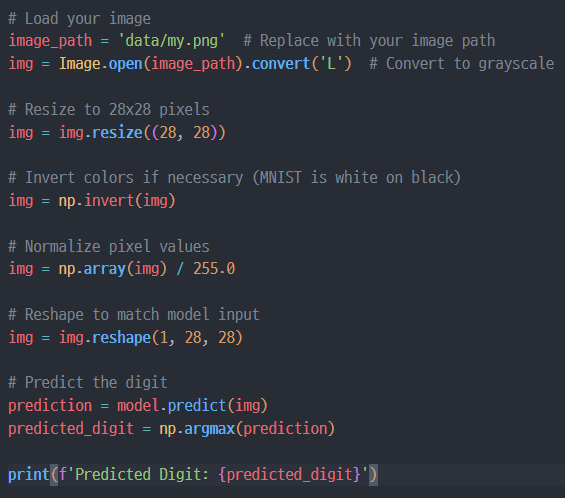 # Load your image
image_path = 'data/my.png'  # Replace with your image path
img = Image.open(image_path).convert('L')  # Convert to grayscale
# Resize to 28x28 pixels
img = img.resize((28, 28))
# Invert colors if necessary (MNIST is white on black)
img = np.invert(img)
# Normalize pixel values
img = np.array(img) / 255.0
# Reshape to match model input
img = img.reshape(1, 28, 28)
# Predict the digit
prediction = model.predict(img)
predicted_digit = np.argmax(prediction)
print(f'Predicted Digit: {predicted_digit}')